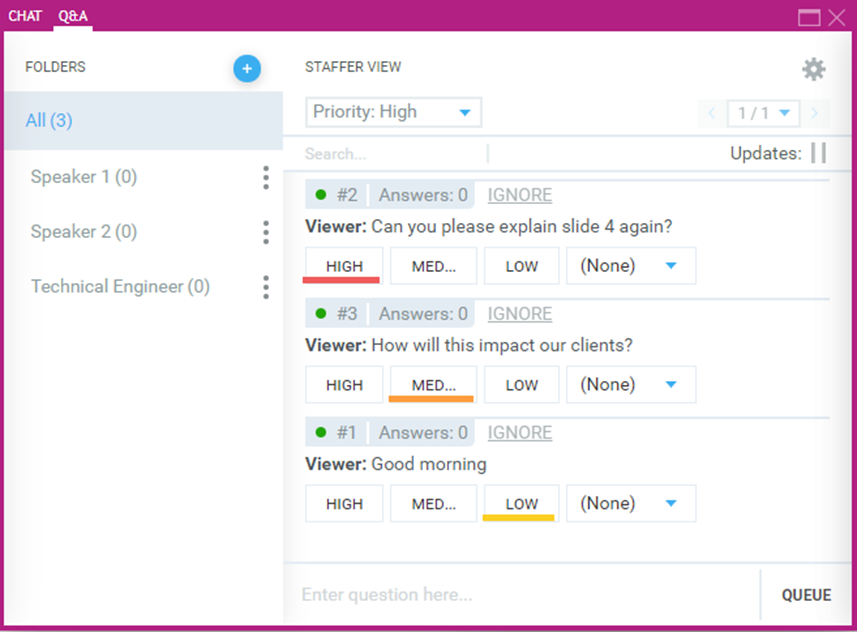 CHAT Q&A
FOLDERS +
All (3)
Speaker 1 (0)
Speaker 2 (0)
Technical Engineer (0)
STAFFER VIEW
Priority: High
1 / 1
Search...
Updates:
#2 Answers: 0 IGNORE
Viewer: Can you please explain slide 4 again?
HIGH MED... LOW (None)
#3 Answers: 0 IGNORE
Viewer: How will this impact our clients?
HIGH MED... LOW (None)
#1 Answers: 0 IGNORE
Viewer: Good morning
HIGH MED... LOW (None)
Enter question here... QUEUE